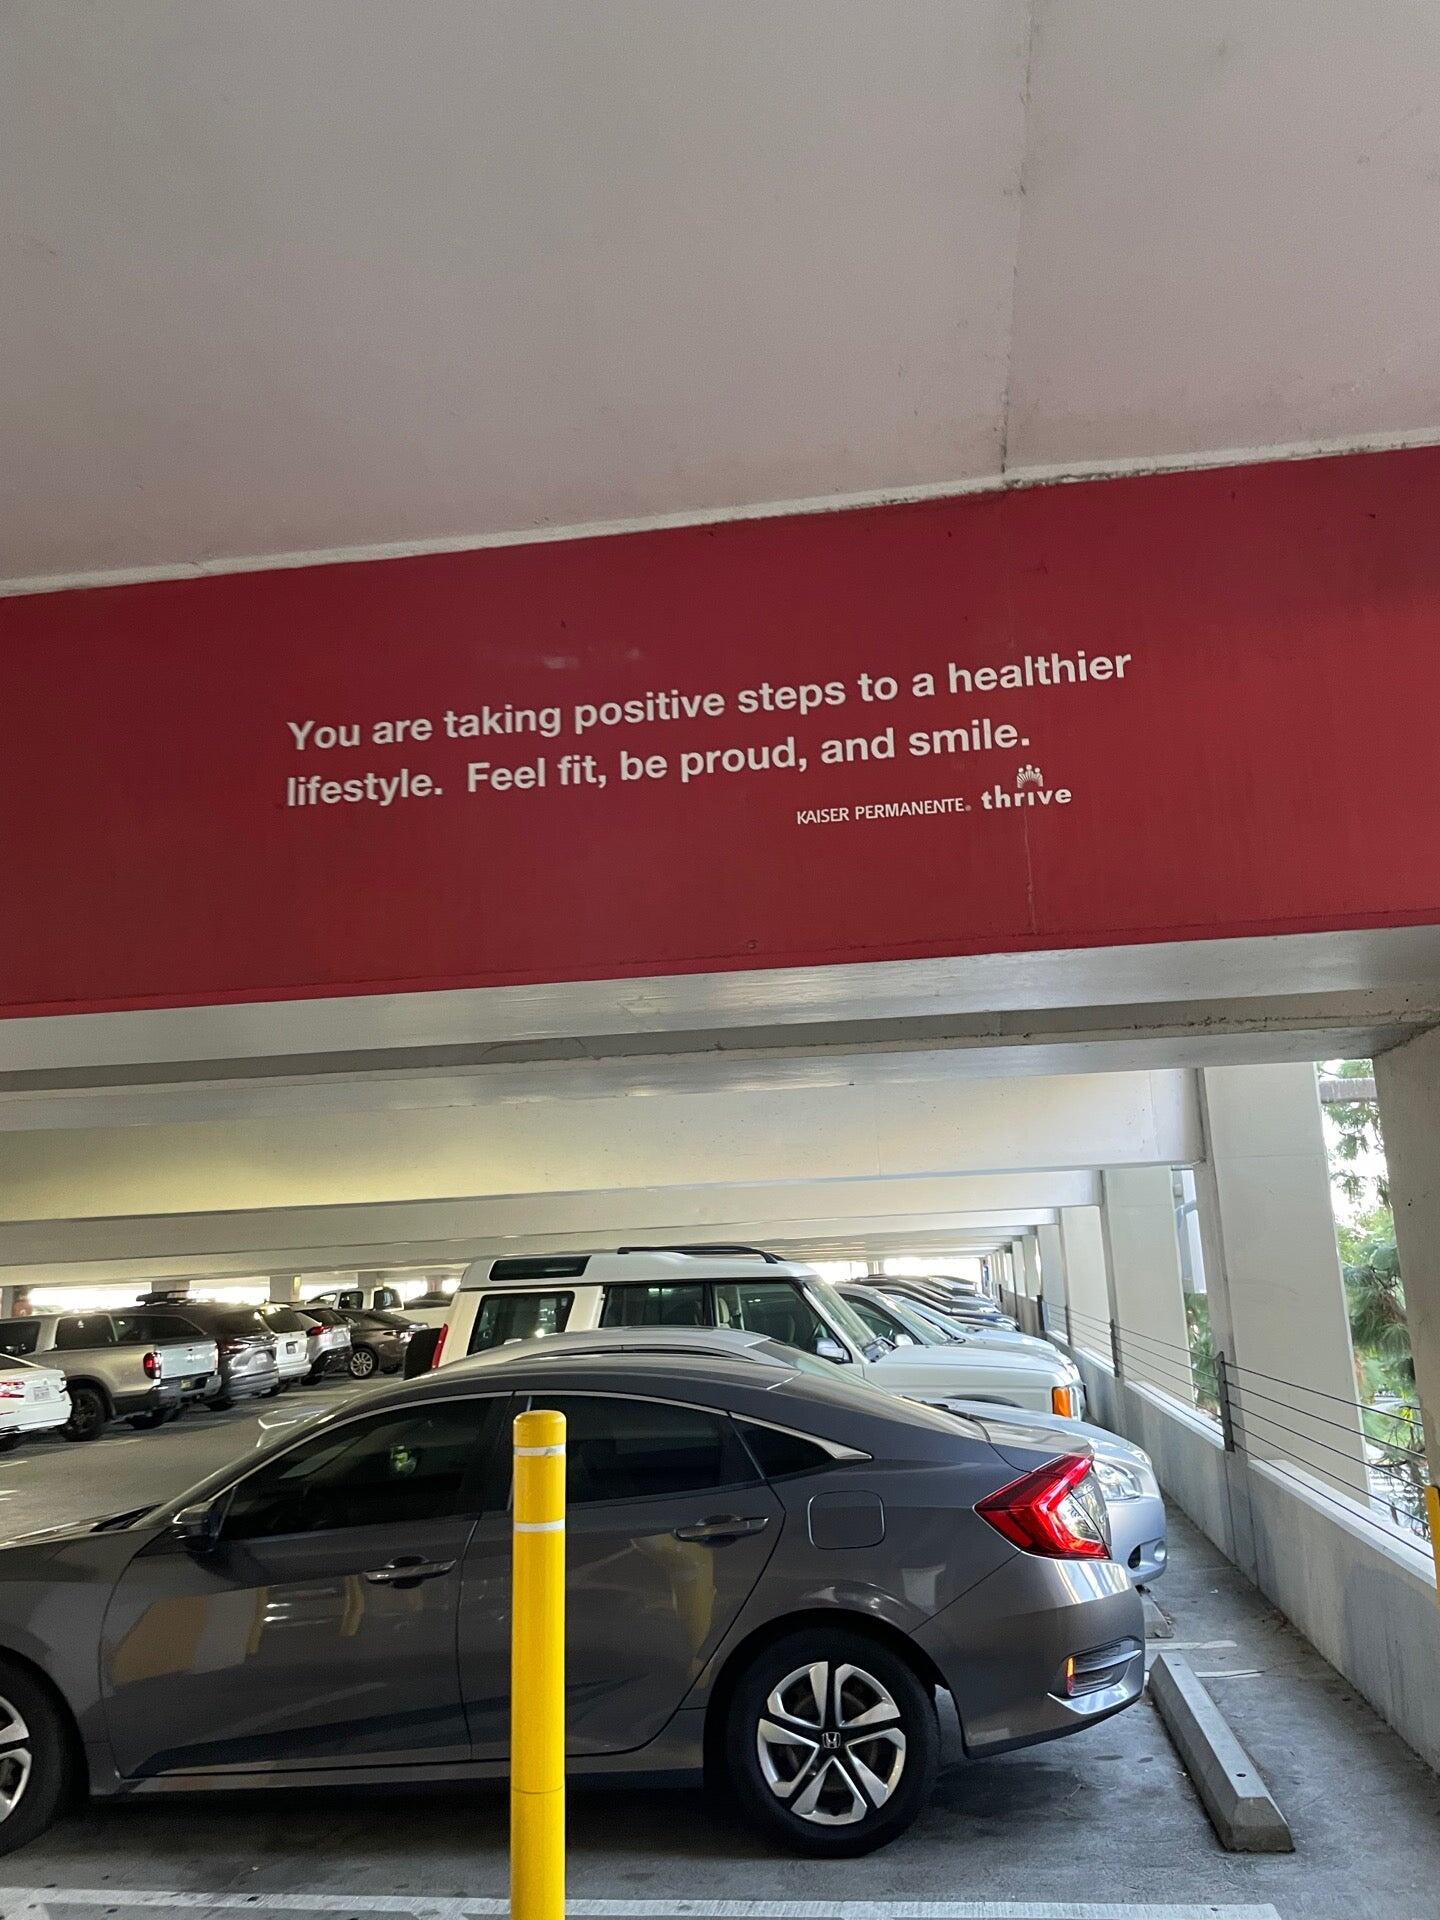 You are taking positive steps to a healthier
lifestyle.  Feel fit, be proud, and smile.
KAISER PERMANENTE® thrive